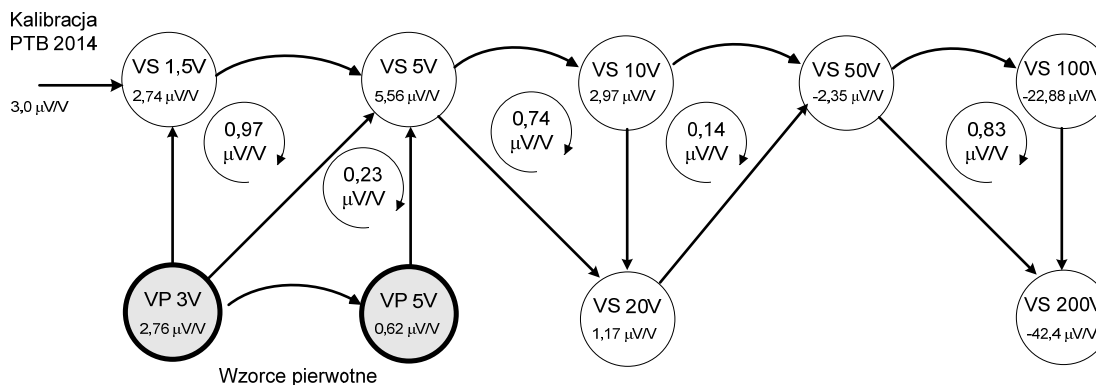 Kalibracja
PTB 2014
3,0 μV/V
VS 1,5V
2,74 μV/V
VS 5V
5,56 μV/V
VS 10V
2,97 μV/V
VS 50V
-2,35 μV/V
VS 100V
-22,88 μV/V
0,97
μV/V
0,23
μV/V
0,74
μV/V
0,14
μV/V
0,83
μV/V
VP 3V
2,76 μV/V
VP 5V
0,62 μV/V
VS 20V
1,17 μV/V
VS 200V
-42,4 μV/V
Wzorce pierwotne